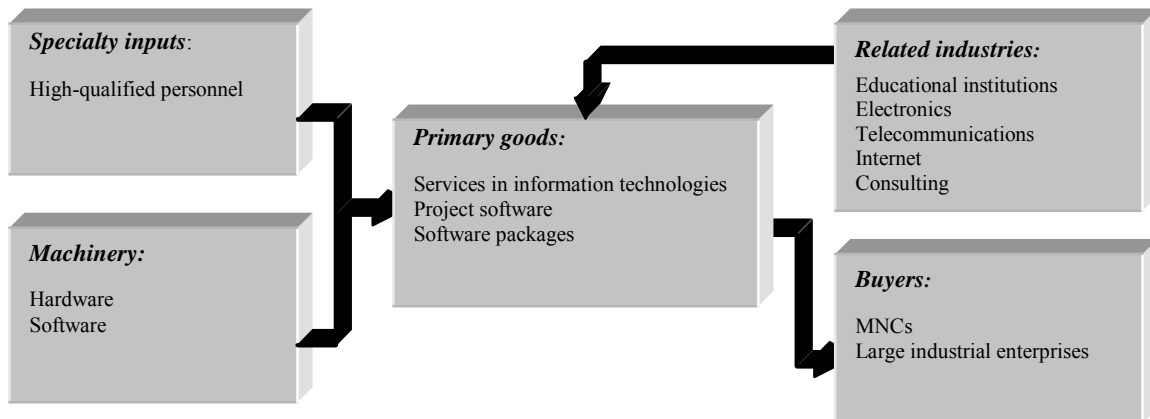 Specialty inputs:
High-qualified personnel
Machinery:
Hardware
Software
Primary goods:
Services in information technologies
Project software
Software packages
Related industries:
Educational institutions
Electronics
Telecommunications
Internet
Consulting
Buyers:
MNCs
Large industrial enterprises